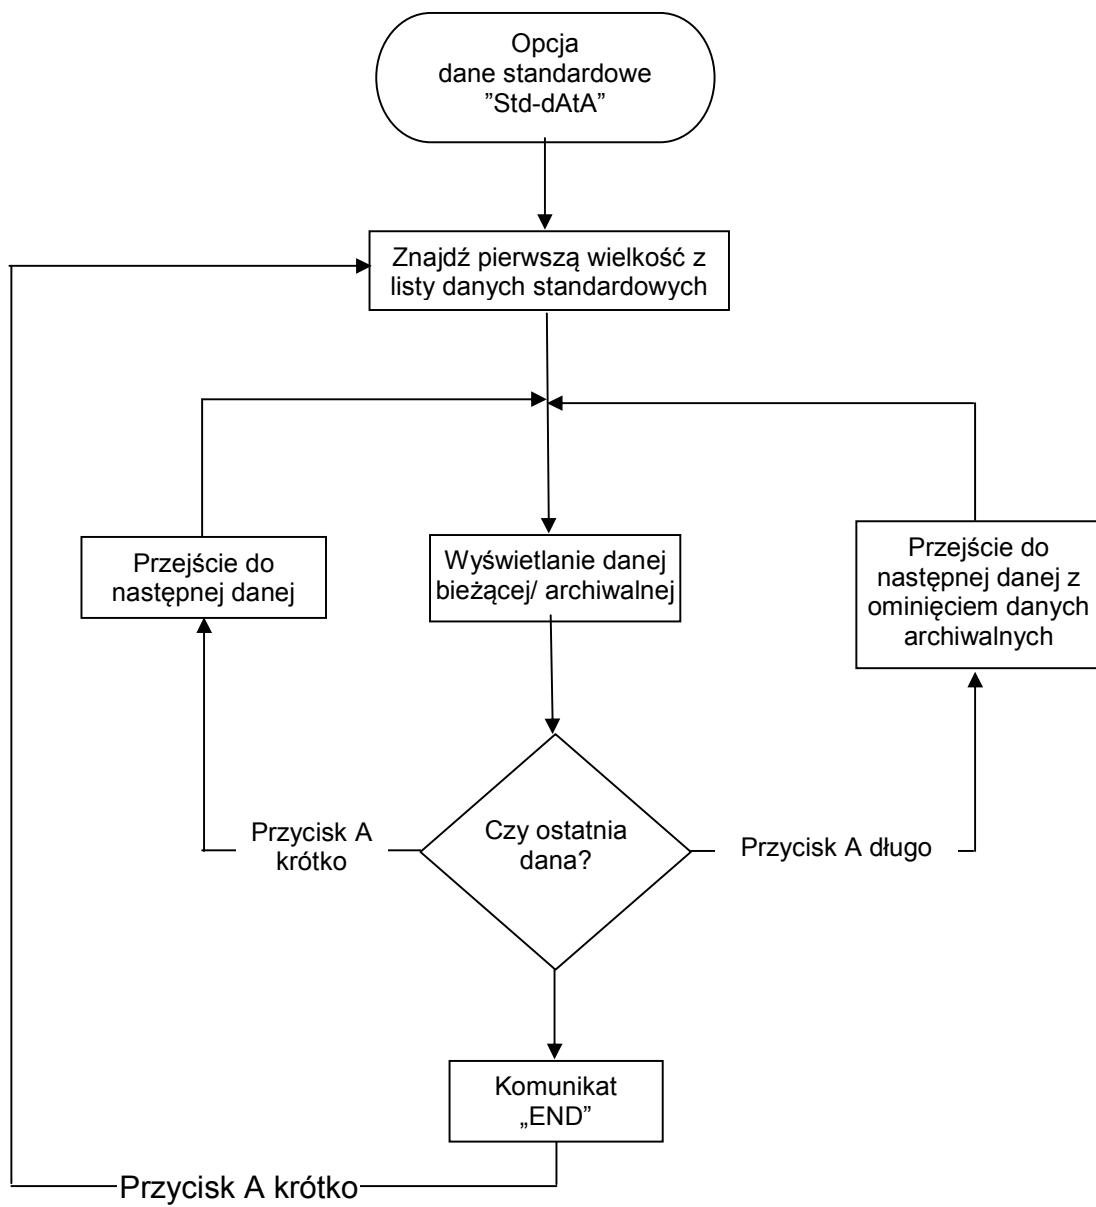 Opcja
dane standardowe
”Std-dAtA”
Znajdź pierwszą wielkość z
listy danych standardowych
Przejście do
następnej danej
Wyświetlanie danej
bieżącej/ archiwalnej
Przejście do
następnej danej z
ominięciem danych
archiwalnych
Przycisk A
krótko
Czy ostatnia
dana?
Przycisk A długo
Komunikat
„END”
Przycisk A krótko